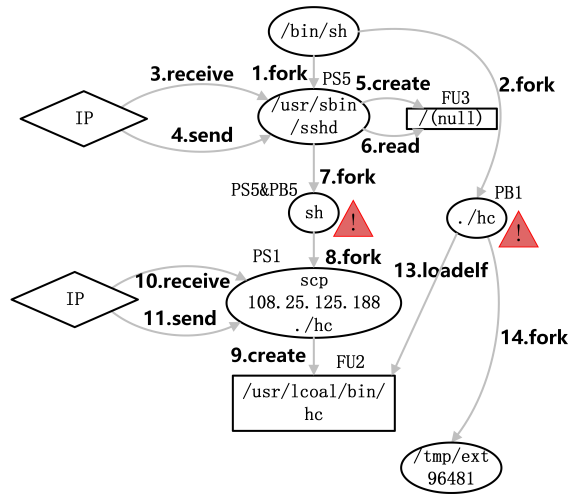 /bin/sh
PS5
3.receive
1.fork
5.create
2.fork
FU3
IP
/usr/sbin
/sshd
/(null)
4.send
6.read
7.fork
PS5&PB5
PB1
sh
!
./hc
!
PS1
8.fork
13.loadelf
10.receive
scp
IP
108.25.125.188
11.send
./hc
14.fork
9.create
FU2
/usr/lcoal/bin/
hc
/tmp/ext
96481